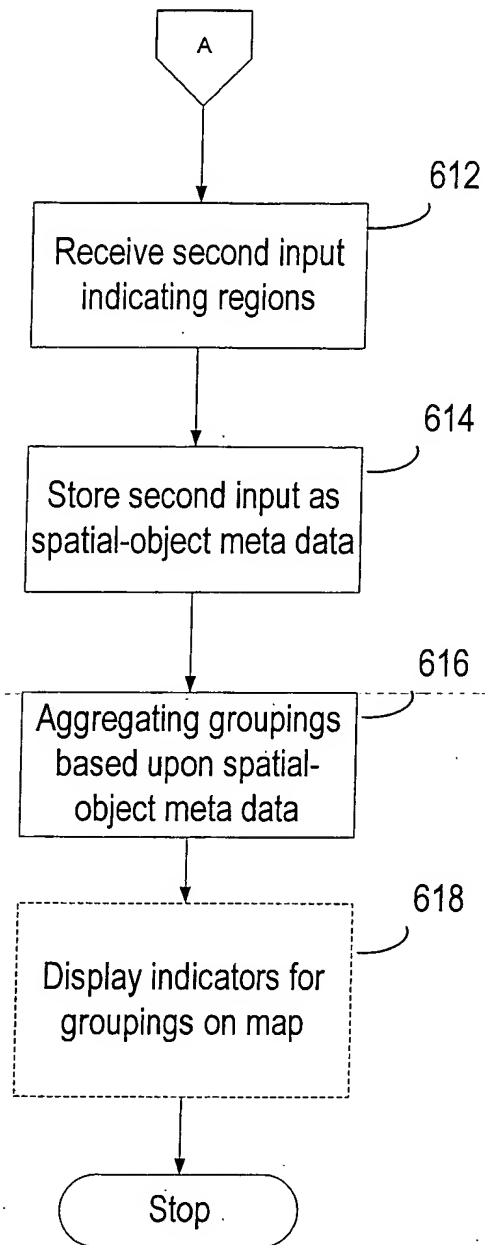 A
612
Receive second input
indicating regions
614
Store second input as
spatial-object meta data
616
Aggregating groupings
based upon spatial-
object meta data
618
Display indicators for
groupings on map
Stop